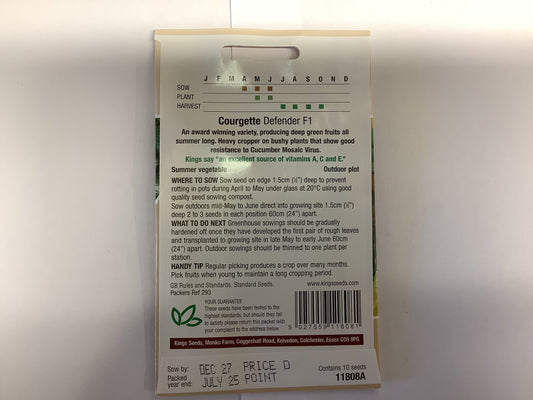 J F M A M J J A S O N D
SOW
PLANT
HARVEST
Courgette Defender F1
An award winning variety, producing deep green fruits all
summer long. Heavy cropper on bushy plants that show good
resistance to Cucumber Mosaic Virus.
Kings say "an excellent source of vitamins A, C and E."
Summer vegetable Outdoor plot
WHERE TO SOW Sow seed on edge 1.5cm (½") deep to prevent
rotting in pots during April to May under glass at 20°C using good
quality seed sowing compost.
Sow outdoors mid-May to June direct into growing site 1.5cm (½")
deep 2 to 3 seeds in each position 60cm (24") apart.
WHAT TO DO NEXT Greenhouse sowings should be gradually
hardened off once they have developed the first pair of rough leaves
and transplanted to growing site in late May to early June 60cm
(24") apart. Outdoor sowings should be thinned to one plant per
station.
HANDY TIP Regular picking produces a crop over many months.
Pick fruits when young to maintain a long cropping period.
GB Rules and Standards. Standard Seeds.
Packers Ref 293
www.kingsseeds.com
YOUR GUARANTEE
These seeds have been tested to the
highest standards, but should they fail
to satisfy please return this packet with
your complaint to the address below.
5 027559 118081
Kings Seeds, Monks Farm, Coggeshall Road, Kelvedon, Colchester, Essex CO5 9PG
Sow by: DEC 27 PRICE D
Packed
year end: JULY 25 POINT
Contains 10 seeds
11808A